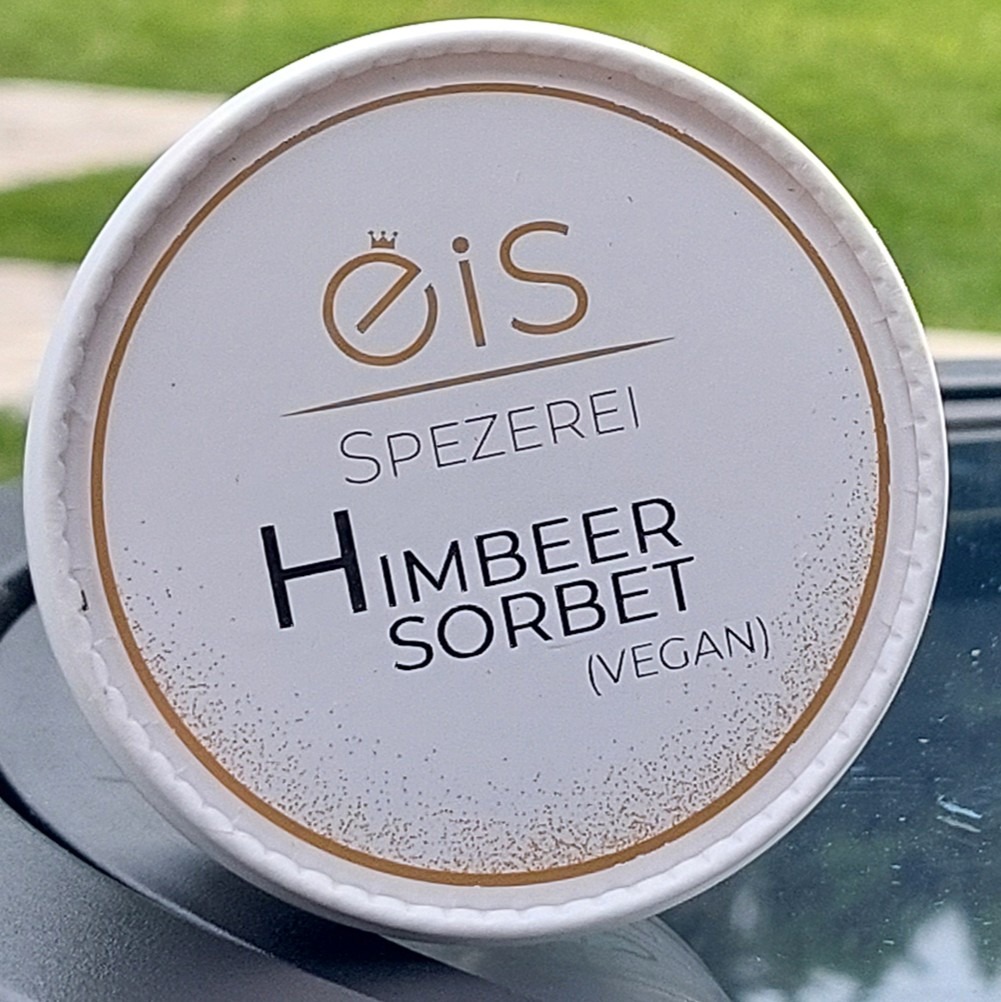 eis
SPEZEREI
HIMBEER
SORBET
(VEGAN)